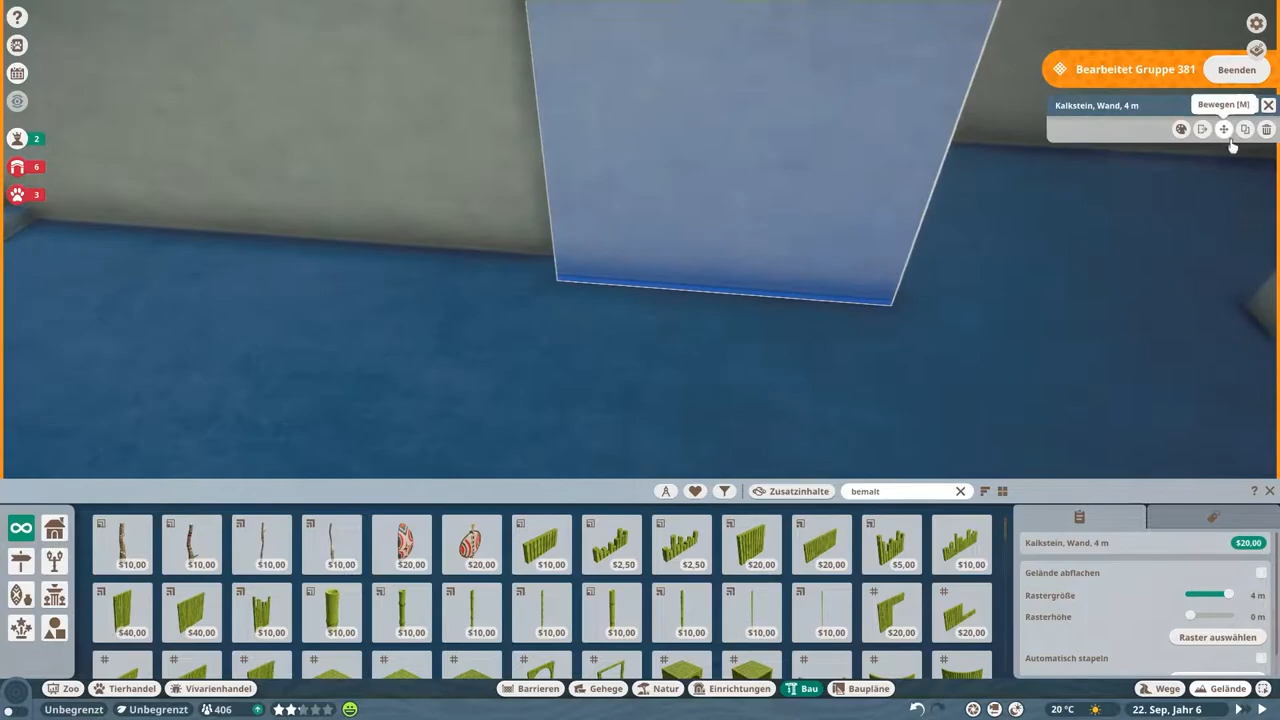 Bearbeitet Gruppe 381
Beenden
Kalkstein, Wand, 4 m
Bewegen [M]
2
6
3
Zusatzinhalte
bemalt
$10,00 $10,00 $10,00 $10,00 $20,00 $20,00 $10,00 $2,50 $2,50 $20,00 $20,00 $5,00 $10,00
$40,00 $40,00 $10,00 $10,00 $10,00 $10,00 $10,00 $10,00 $10,00 $10,00 $10,00 $20,00 $20,00
Kalkstein, Wand, 4 m $20,00
Gelände abflachen
Rastergröße 4 m
Rasterhöhe 0 m
Raster auswählen
Automatisch stapeln
Zoo Tierhandel Vivarienhandel Barrieren Gehege Natur Einrichtungen Bau Baupläne Wege Gelände
Unbegrenzt Unbegrenzt 406 20 °C 22. Sep, Jahr 6